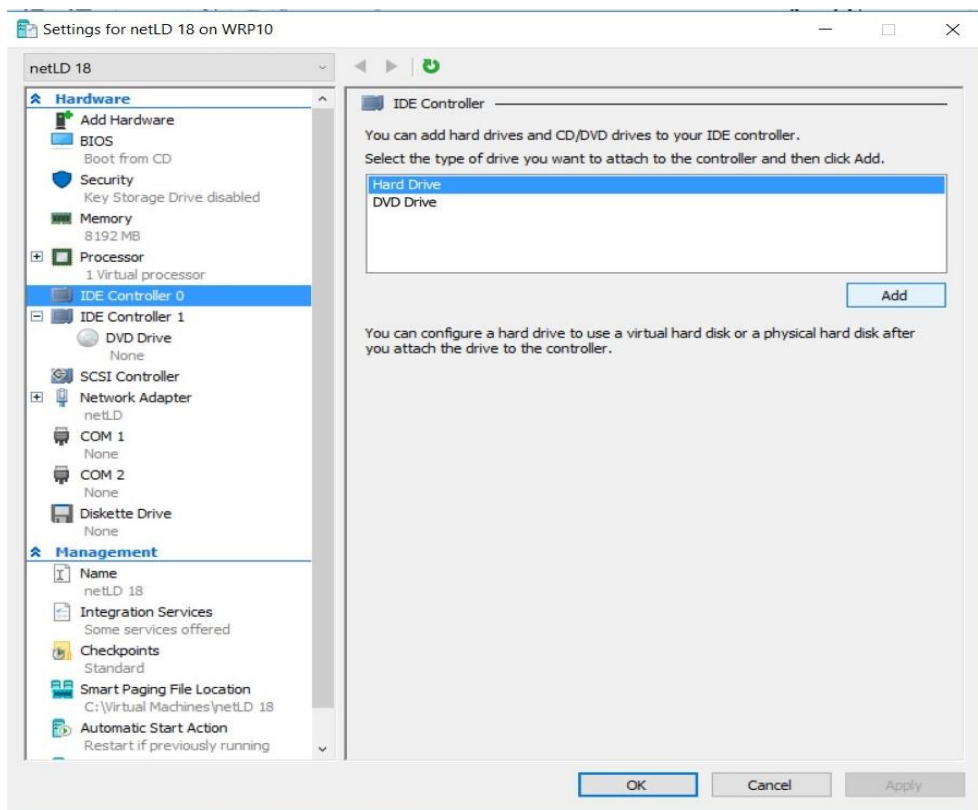 Settings for netLD 18 on WRP10
netLD 18
Hardware
Add Hardware
BIOS
Boot from CD
Security
Key Storage Drive disabled
Memory
8192 MB
Processor
1 Virtual processor
IDE Controller 0
IDE Controller 1
DVD Drive
None
SCSI Controller
Network Adapter
netLD
COM 1
None
COM 2
None
Diskette Drive
None
Management
Name
netLD 18
Integration Services
Some services offered
Checkpoints
Standard
Smart Paging File Location
C:\Virtual Machines\netLD 18
Automatic Start Action
Restart if previously running
IDE Controller
You can add hard drives and CD/DVD drives to your IDE controller.
Select the type of drive you want to attach to the controller and then click Add.
Hard Drive
DVD Drive
Add
You can configure a hard drive to use a virtual hard disk or a physical hard disk after
you attach the drive to the controller.
OK
Cancel
Apply